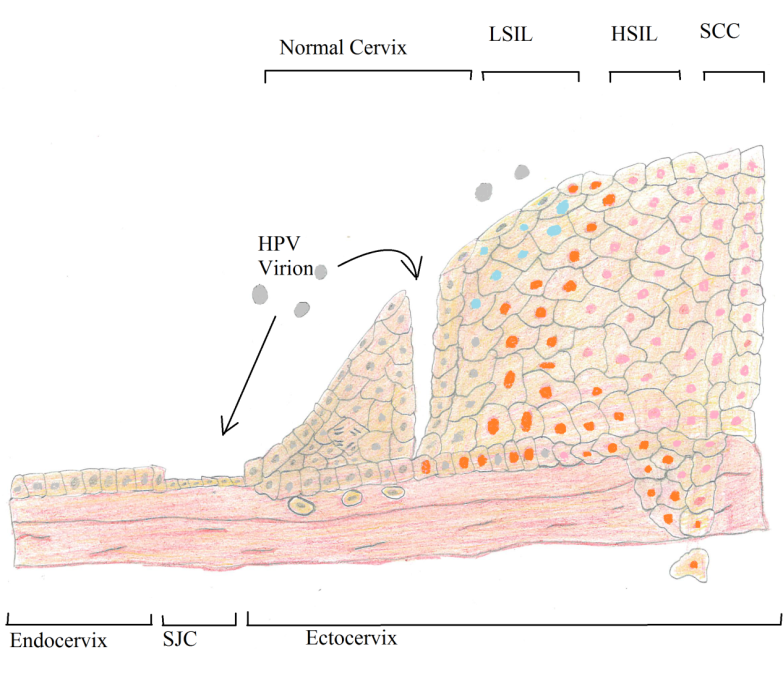 Normal Cervix
LSIL
HSIL
SCC
HPV
Virion
Endocervix
SJC
Ectocervix